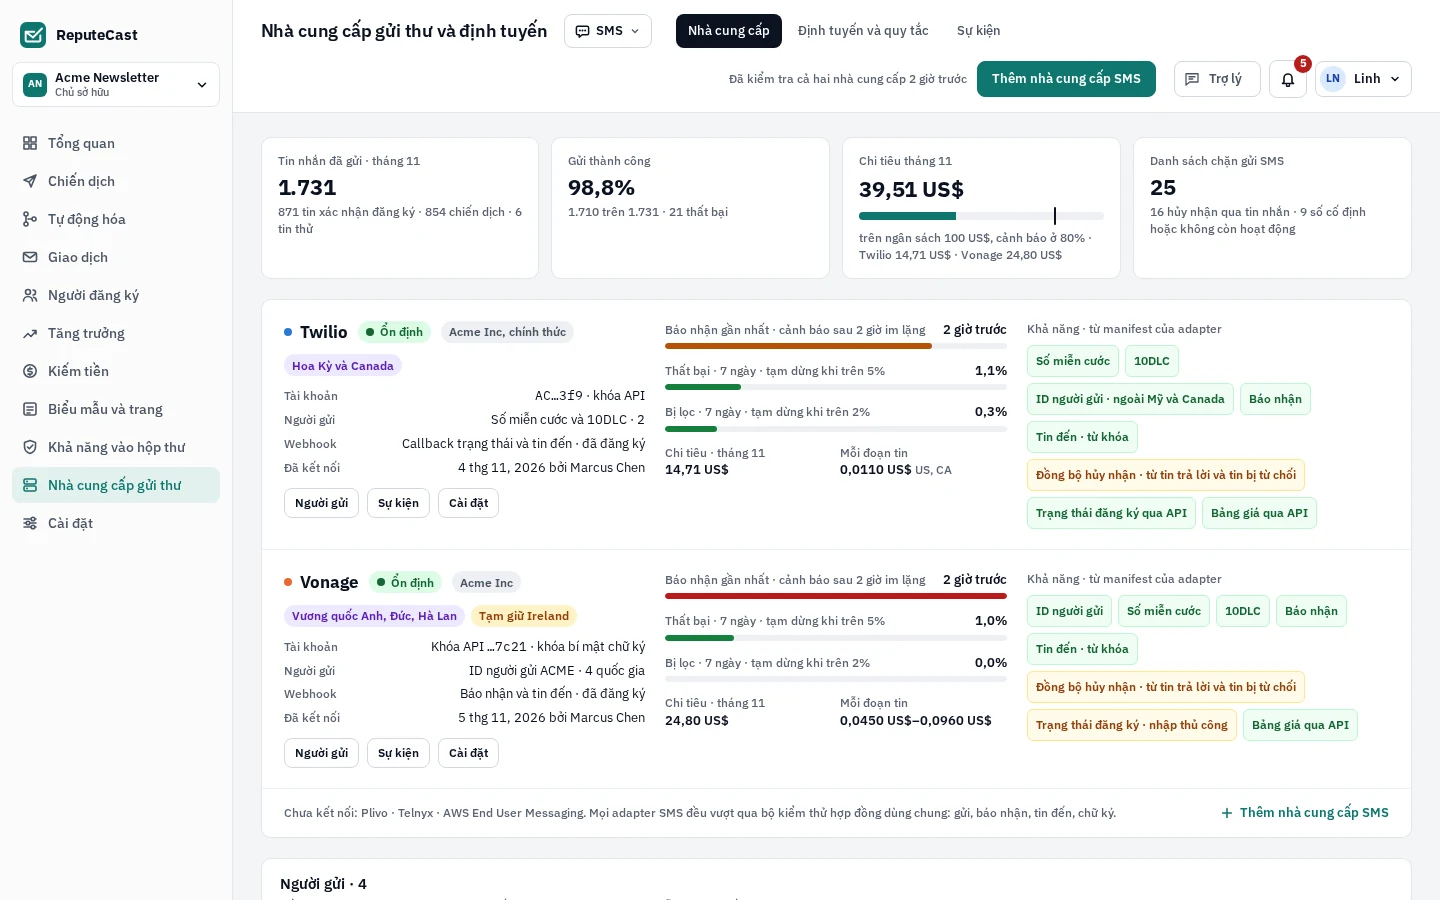 ReputeCast
AN
Acme Newsletter
Chủ sở hữu
Tổng quan
Chiến dịch
Tự động hóa
Giao dịch
Người đăng ký
Tăng trưởng
Kiếm tiền
Biểu mẫu và trang
Khả năng vào hộp thư
Nhà cung cấp gửi thư
Cài đặt
Nhà cung cấp gửi thư và định tuyến
SMS
Nhà cung cấp
Định tuyến và quy tắc
Sự kiện
Đã kiểm tra cả hai nhà cung cấp 2 giờ trước
Thêm nhà cung cấp SMS
Trợ lý
5
LN
Linh
Tin nhắn đã gửi · tháng 11
1.731
871 tin xác nhận đăng ký · 854 chiến dịch · 6
tin thử
Gửi thành công
98,8%
1.710 trên 1.731 · 21 thất bại
Chi tiêu tháng 11
39,51 US$
trên ngân sách 100 US$, cảnh báo ở 80% ·
Twilio 14,71 US$ · Vonage 24,80 US$
Danh sách chặn gửi SMS
25
16 hủy nhận qua tin nhắn · 9 số cố định
hoặc không còn hoạt động
Twilio
Ổn định
Acme Inc, chính thức
Hoa Kỳ và Canada
Tài khoản
AC…3f9 · khóa API
Người gửi
Số miễn cước và 10DLC · 2
Webhook
Callback trạng thái và tin đến · đã đăng ký
Đã kết nối
4 thg 11, 2026 bởi Marcus Chen
Người gửi
Sự kiện
Cài đặt
Báo nhận gần nhất · cảnh báo sau 2 giờ im lặng
2 giờ trước
Thất bại · 7 ngày · tạm dừng khi trên 5%
1,1%
Bị lọc · 7 ngày · tạm dừng khi trên 2%
0,3%
Chi tiêu · tháng 11
14,71 US$
Mỗi đoạn tin
0,0110 US$ US, CA
Khả năng · từ manifest của adapter
Số miễn cước
10DLC
ID người gửi · ngoài Mỹ và Canada
Báo nhận
Tin đến · từ khóa
Đồng bộ hủy nhận · từ tin trả lời và tin bị từ chối
Trạng thái đăng ký qua API
Bảng giá qua API
Vonage
Ổn định
Acme Inc
Vương quốc Anh, Đức, Hà Lan
Tạm giữ Ireland
Tài khoản
Khóa API …7c21 · khóa bí mật chữ ký
Người gửi
ID người gửi ACME · 4 quốc gia
Webhook
Báo nhận và tin đến · đã đăng ký
Đã kết nối
5 thg 11, 2026 bởi Marcus Chen
Người gửi
Sự kiện
Cài đặt
Báo nhận gần nhất · cảnh báo sau 2 giờ im lặng
2 giờ trước
Thất bại · 7 ngày · tạm dừng khi trên 5%
1,0%
Bị lọc · 7 ngày · tạm dừng khi trên 2%
0,0%
Chi tiêu · tháng 11
24,80 US$
Mỗi đoạn tin
0,0450 US$–0,0960 US$
Khả năng · từ manifest của adapter
ID người gửi
Số miễn cước
10DLC
Báo nhận
Tin đến · từ khóa
Đồng bộ hủy nhận · từ tin trả lời và tin bị từ chối
Trạng thái đăng ký · nhập thủ công
Bảng giá qua API
Chưa kết nối: Plivo · Telnyx · AWS End User Messaging. Mọi adapter SMS đều vượt qua bộ kiểm thử hợp đồng dùng chung: gửi, báo nhận, tin đến, chữ ký.
Thêm nhà cung cấp SMS
Người gửi · 4